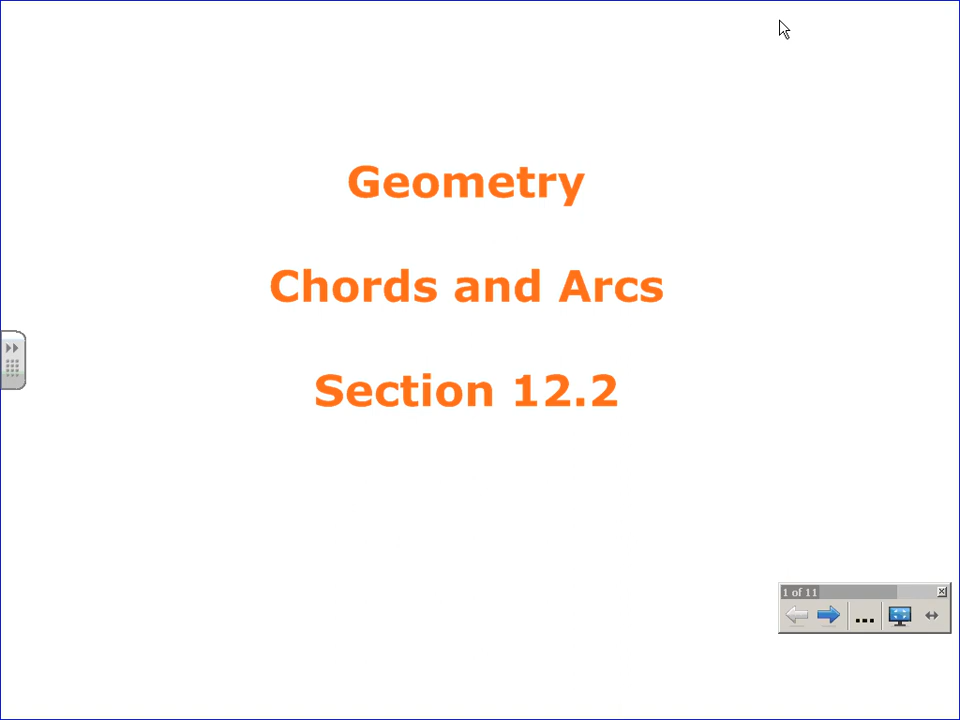 Geometry
Chords and Arcs
Section 12.2
1 of 11
...